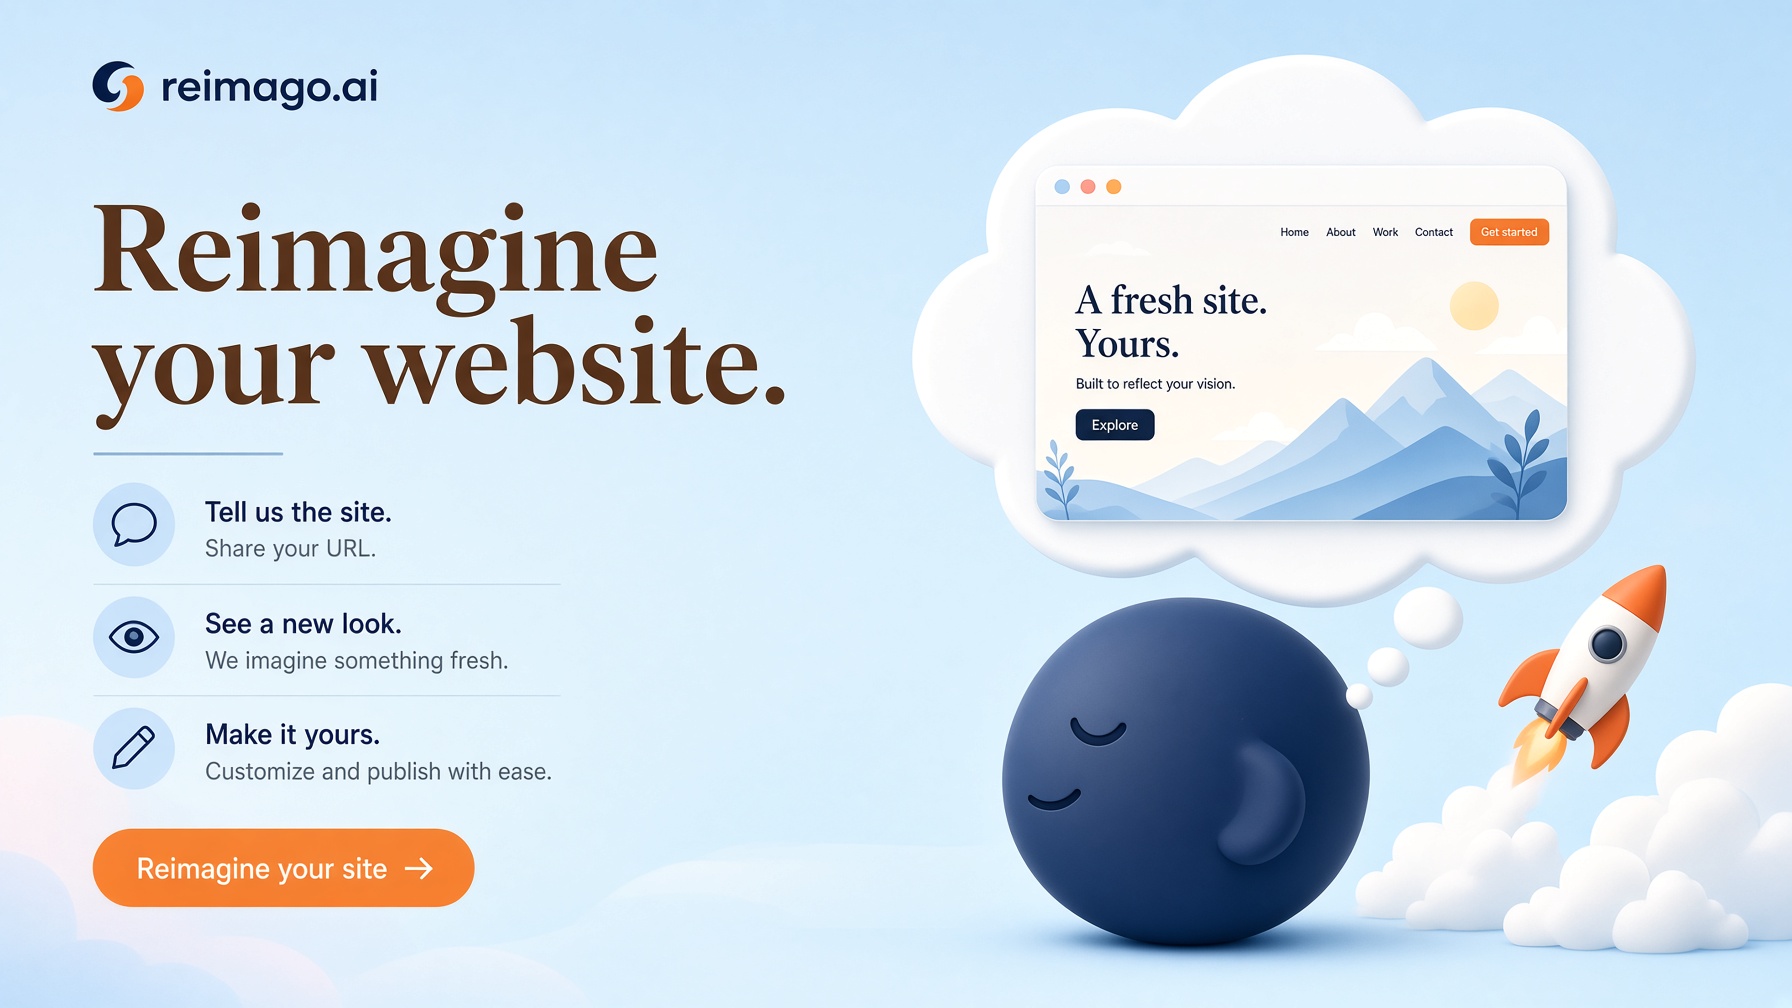 reimago.ai
Reimagine
your website.
Tell us the site.
Share your URL.
See a new look.
We imagine something fresh.
Make it yours.
Customize and publish with ease.
Reimagine your site →
Home About Work Contact Get started
A fresh site.
Yours.
Built to reflect your vision.
Explore